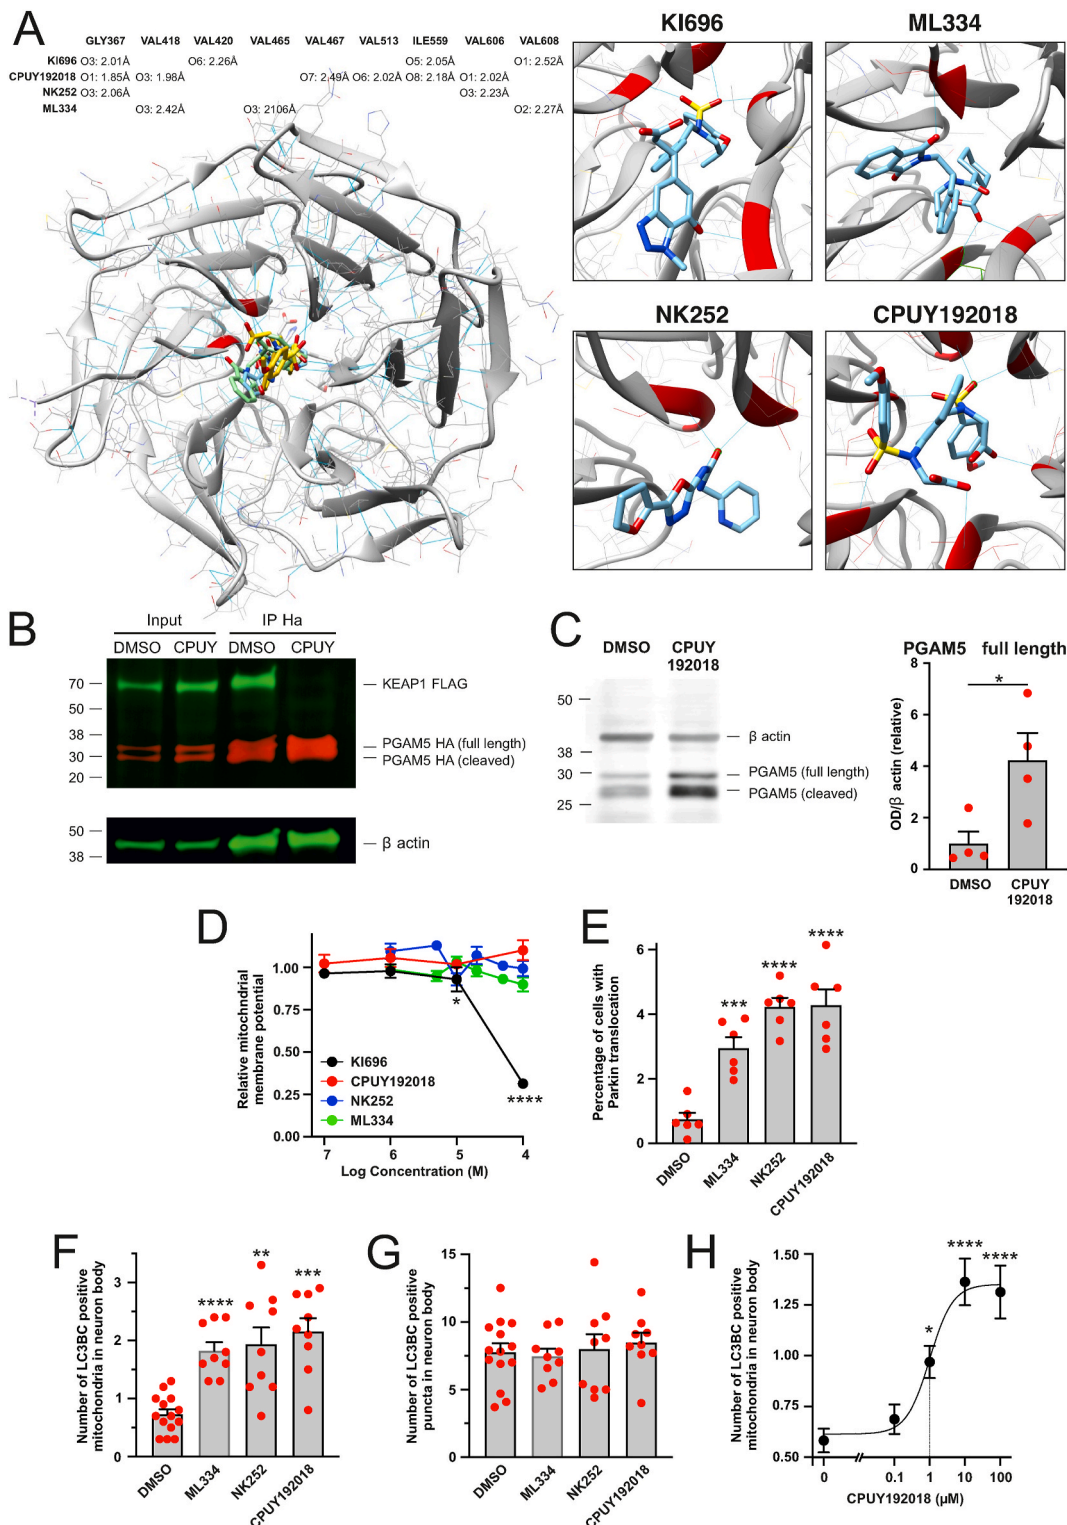 A
GLY367 VAL418 VAL420 VAL465 VAL467 VAL513 ILE559 VAL606 VAL608
KI696 O3: 2.01Å O6: 2.26Å O5: 2.05Å O1: 2.52Å
CPUY192018 O1: 1.85Å O3: 1.98Å O7: 2.49Å O6: 2.02Å O8: 2.18Å O1: 2.02Å
NK252 O3: 2.06Å O3: 2.23Å
ML334 O3: 2.42Å O3: 2106Å O2: 2.27Å
KI696
ML334
NK252
CPUY192018
B
Input IP Ha
DMSO CPUY DMSO CPUY
70
50
38
30
20
KEAP1 FLAG
PGAM5 HA (full length)
PGAM5 HA (cleaved)
50
38
β actin
C
DMSO CPUY
192018
50
38
30
25
β actin
PGAM5 (full length)
PGAM5 (cleaved)
PGAM5 full length
*
OD/β actin (relative)
8
6
4
2
0
DMSO CPUY
192018
D
Relative mitochndrial
membrane potential
1.00
0.75
0.50
0.25
0.00
*
****
KI696
CPUY192018
NK252
ML334
7 6 5 4
Log Concentration (M)
E
Percentage of cells with
Parkin translocation
6
4
2
0
*** **** ****
DMSO ML334 NK252 CPUY192018
F
Number of LC3BC positive
mitochondria in neuron body
3
2
1
0
**** ** ***
DMSO ML334 NK252 CPUY192018
G
Number of LC3BC positive
puncta in neuron body
15
10
5
0
DMSO ML334 NK252 CPUY192018
H
Number of LC3BC positive
mitochondria in neuron body
1.50
1.25
1.00
0.75
0.50
* **** ****
0 0.1 1 10 100
CPUY192018 (µM)